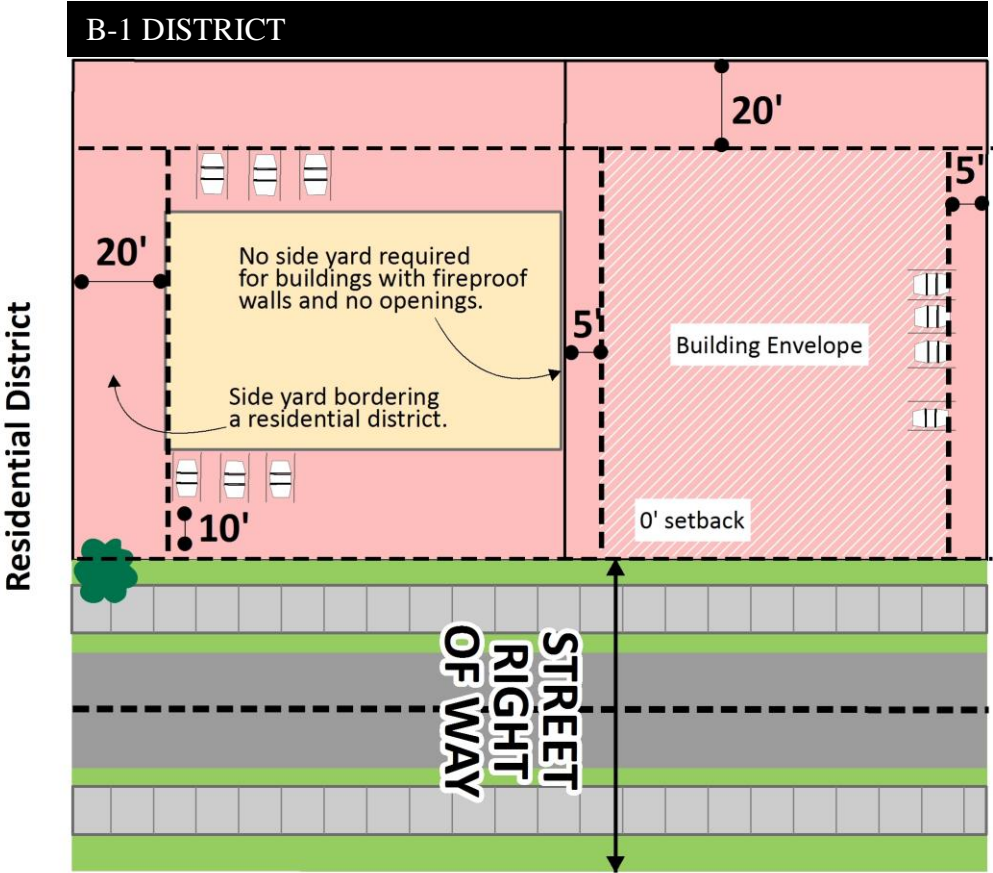 B-1 DISTRICT
20'
5'
20'
No side yard required
for buildings with fireproof
walls and no openings.
5'
Building Envelope
Side yard bordering
a residential district.
Residential District
10'
0' setback
STREET
RIGHT
OF WAY